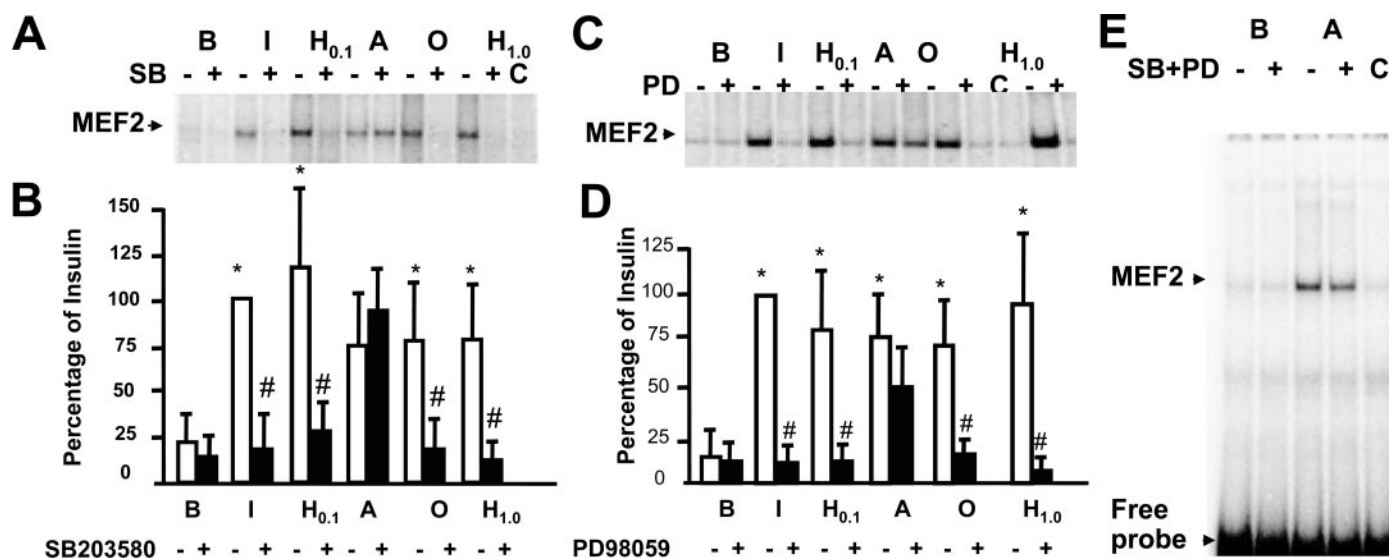 A
B I H0.1 A O H1.0
SB - + - + - + - + - + - + C
MEF2
B
Percentage of Insulin
150
125
100
75
50
25
0
* # * # * # * #
B I H0.1 A O H1.0
SB203580 - + - + - + - + - + - +
C
B I H0.1 A O H1.0
PD - + - + - + - + - + C - +
MEF2
D
Percentage of Insulin
125
100
75
50
25
0
* # * # * * # * #
B I H0.1 A O H1.0
PD98059 - + - + - + - + - + - +
E
B A
SB+PD - + - + C
MEF2
Free
probe